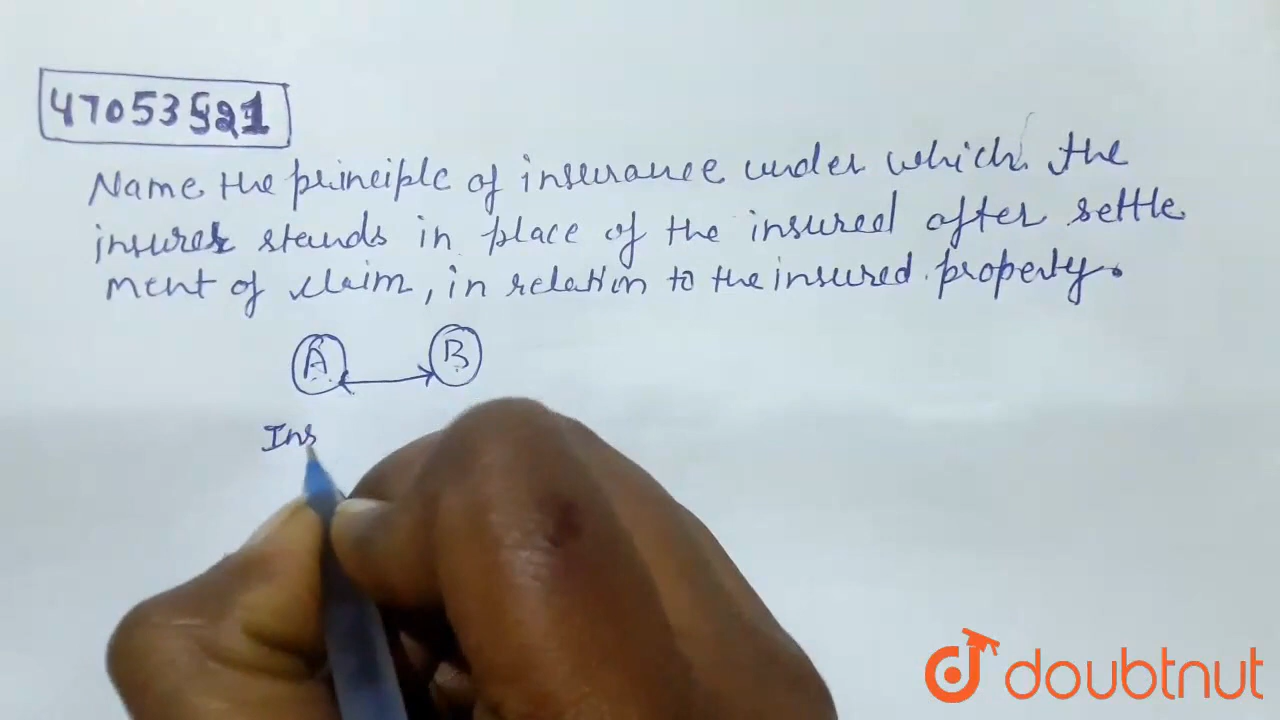 47053521
Name the principle of insurance under which the
insurer stands in place of the insured after settle
ment of claim, in relation to the insured property.
A B
Ins
doubtnut